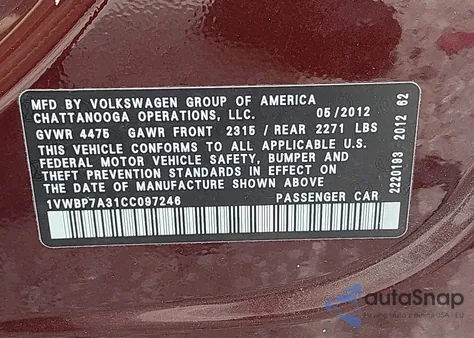 MFD BY VOLKSWAGEN GROUP OF AMERICA
CHATTANOOGA OPERATIONS, LLC. 05/2012
GVWR 4475 GAWR FRONT 2315 / REAR 2271 LBS
THIS VEHICLE CONFORMS TO ALL APPLICABLE U.S.
FEDERAL MOTOR VEHICLE SAFETY, BUMPER AND
THEFT PREVENTION STANDARDS IN EFFECT ON
THE DATE OF MANUFACTURE SHOWN ABOVE.
1VWBP7A31CC097246 PASSENGER CAR
2220193 2012 62
autoSnap